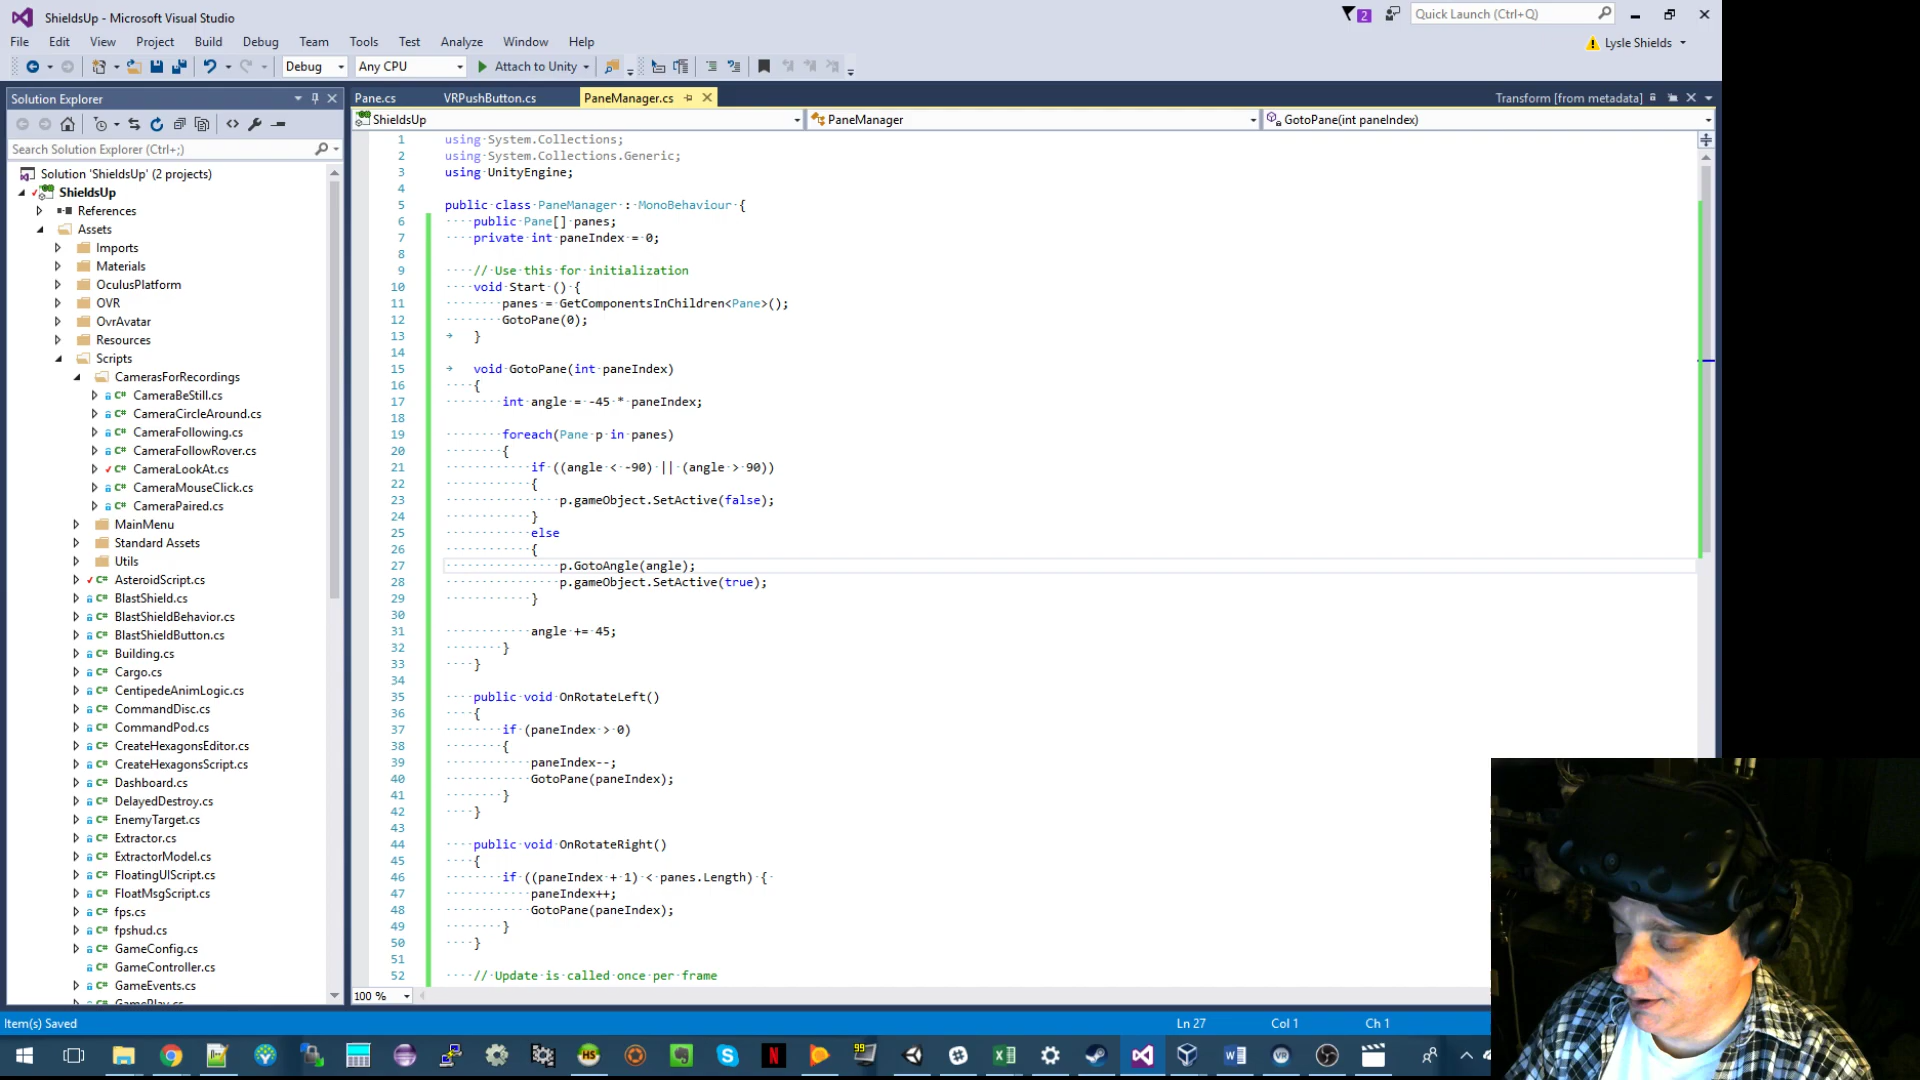 ShieldsUp - Microsoft Visual Studio
2
Quick Launch (Ctrl+Q)
File Edit View Project Build Debug Team Tools Test Analyze Window Help
Lysle Shields
Debug Any CPU Attach to Unity
Solution Explorer
Pane.cs VRPushButton.cs PaneManager.cs Transform [from metadata]
ShieldsUp PaneManager GotoPane(int paneIndex)
Search Solution Explorer (Ctrl+;)
Solution 'ShieldsUp' (2 projects)
ShieldsUp
References
Assets
Imports
Materials
OculusPlatform
OVR
OvrAvatar
Resources
Scripts
CamerasForRecordings
CameraBeStill.cs
CameraCircleAround.cs
CameraFollowing.cs
CameraFollowRover.cs
CameraLookAt.cs
CameraMouseClick.cs
CameraPaired.cs
MainMenu
Standard Assets
Utils
AsteroidScript.cs
BlastShield.cs
BlastShieldBehavior.cs
BlastShieldButton.cs
Building.cs
Cargo.cs
CentipedeAnimLogic.cs
CommandDisc.cs
CommandPod.cs
CreateHexagonsEditor.cs
CreateHexagonsScript.cs
Dashboard.cs
DelayedDestroy.cs
EnemyTarget.cs
Extractor.cs
ExtractorModel.cs
FloatingUIScript.cs
FloatMsgScript.cs
fps.cs
fpshud.cs
GameConfig.cs
GameController.cs
GameEvents.cs
GamePlay.cs
1 using System.Collections;
2 using System.Collections.Generic;
3 using UnityEngine;
4
5 public class PaneManager : MonoBehaviour {
6 public Pane[] panes;
7 private int paneIndex = 0;
8
9 // Use this for initialization
10 void Start () {
11 panes = GetComponentsInChildren<Pane>();
12 GotoPane(0);
13 }
14
15 void GotoPane(int paneIndex)
16 {
17 int angle = -45 * paneIndex;
18
19 foreach(Pane p in panes)
20 {
21 if ((angle < -90) || (angle > 90))
22 {
23 p.gameObject.SetActive(false);
24 }
25 else
26 {
27 p.GotoAngle(angle);
28 p.gameObject.SetActive(true);
29 }
30
31 angle += 45;
32 }
33 }
34
35 public void OnRotateLeft()
36 {
37 if (paneIndex > 0)
38 {
39 paneIndex--;
40 GotoPane(paneIndex);
41 }
42 }
43
44 public void OnRotateRight()
45 {
46 if ((paneIndex + 1) < panes.Length) {
47 paneIndex++;
48 GotoPane(paneIndex);
49 }
50 }
51
52 // Update is called once per frame
100 %
Item(s) Saved Ln 27 Col 1 Ch 1
99